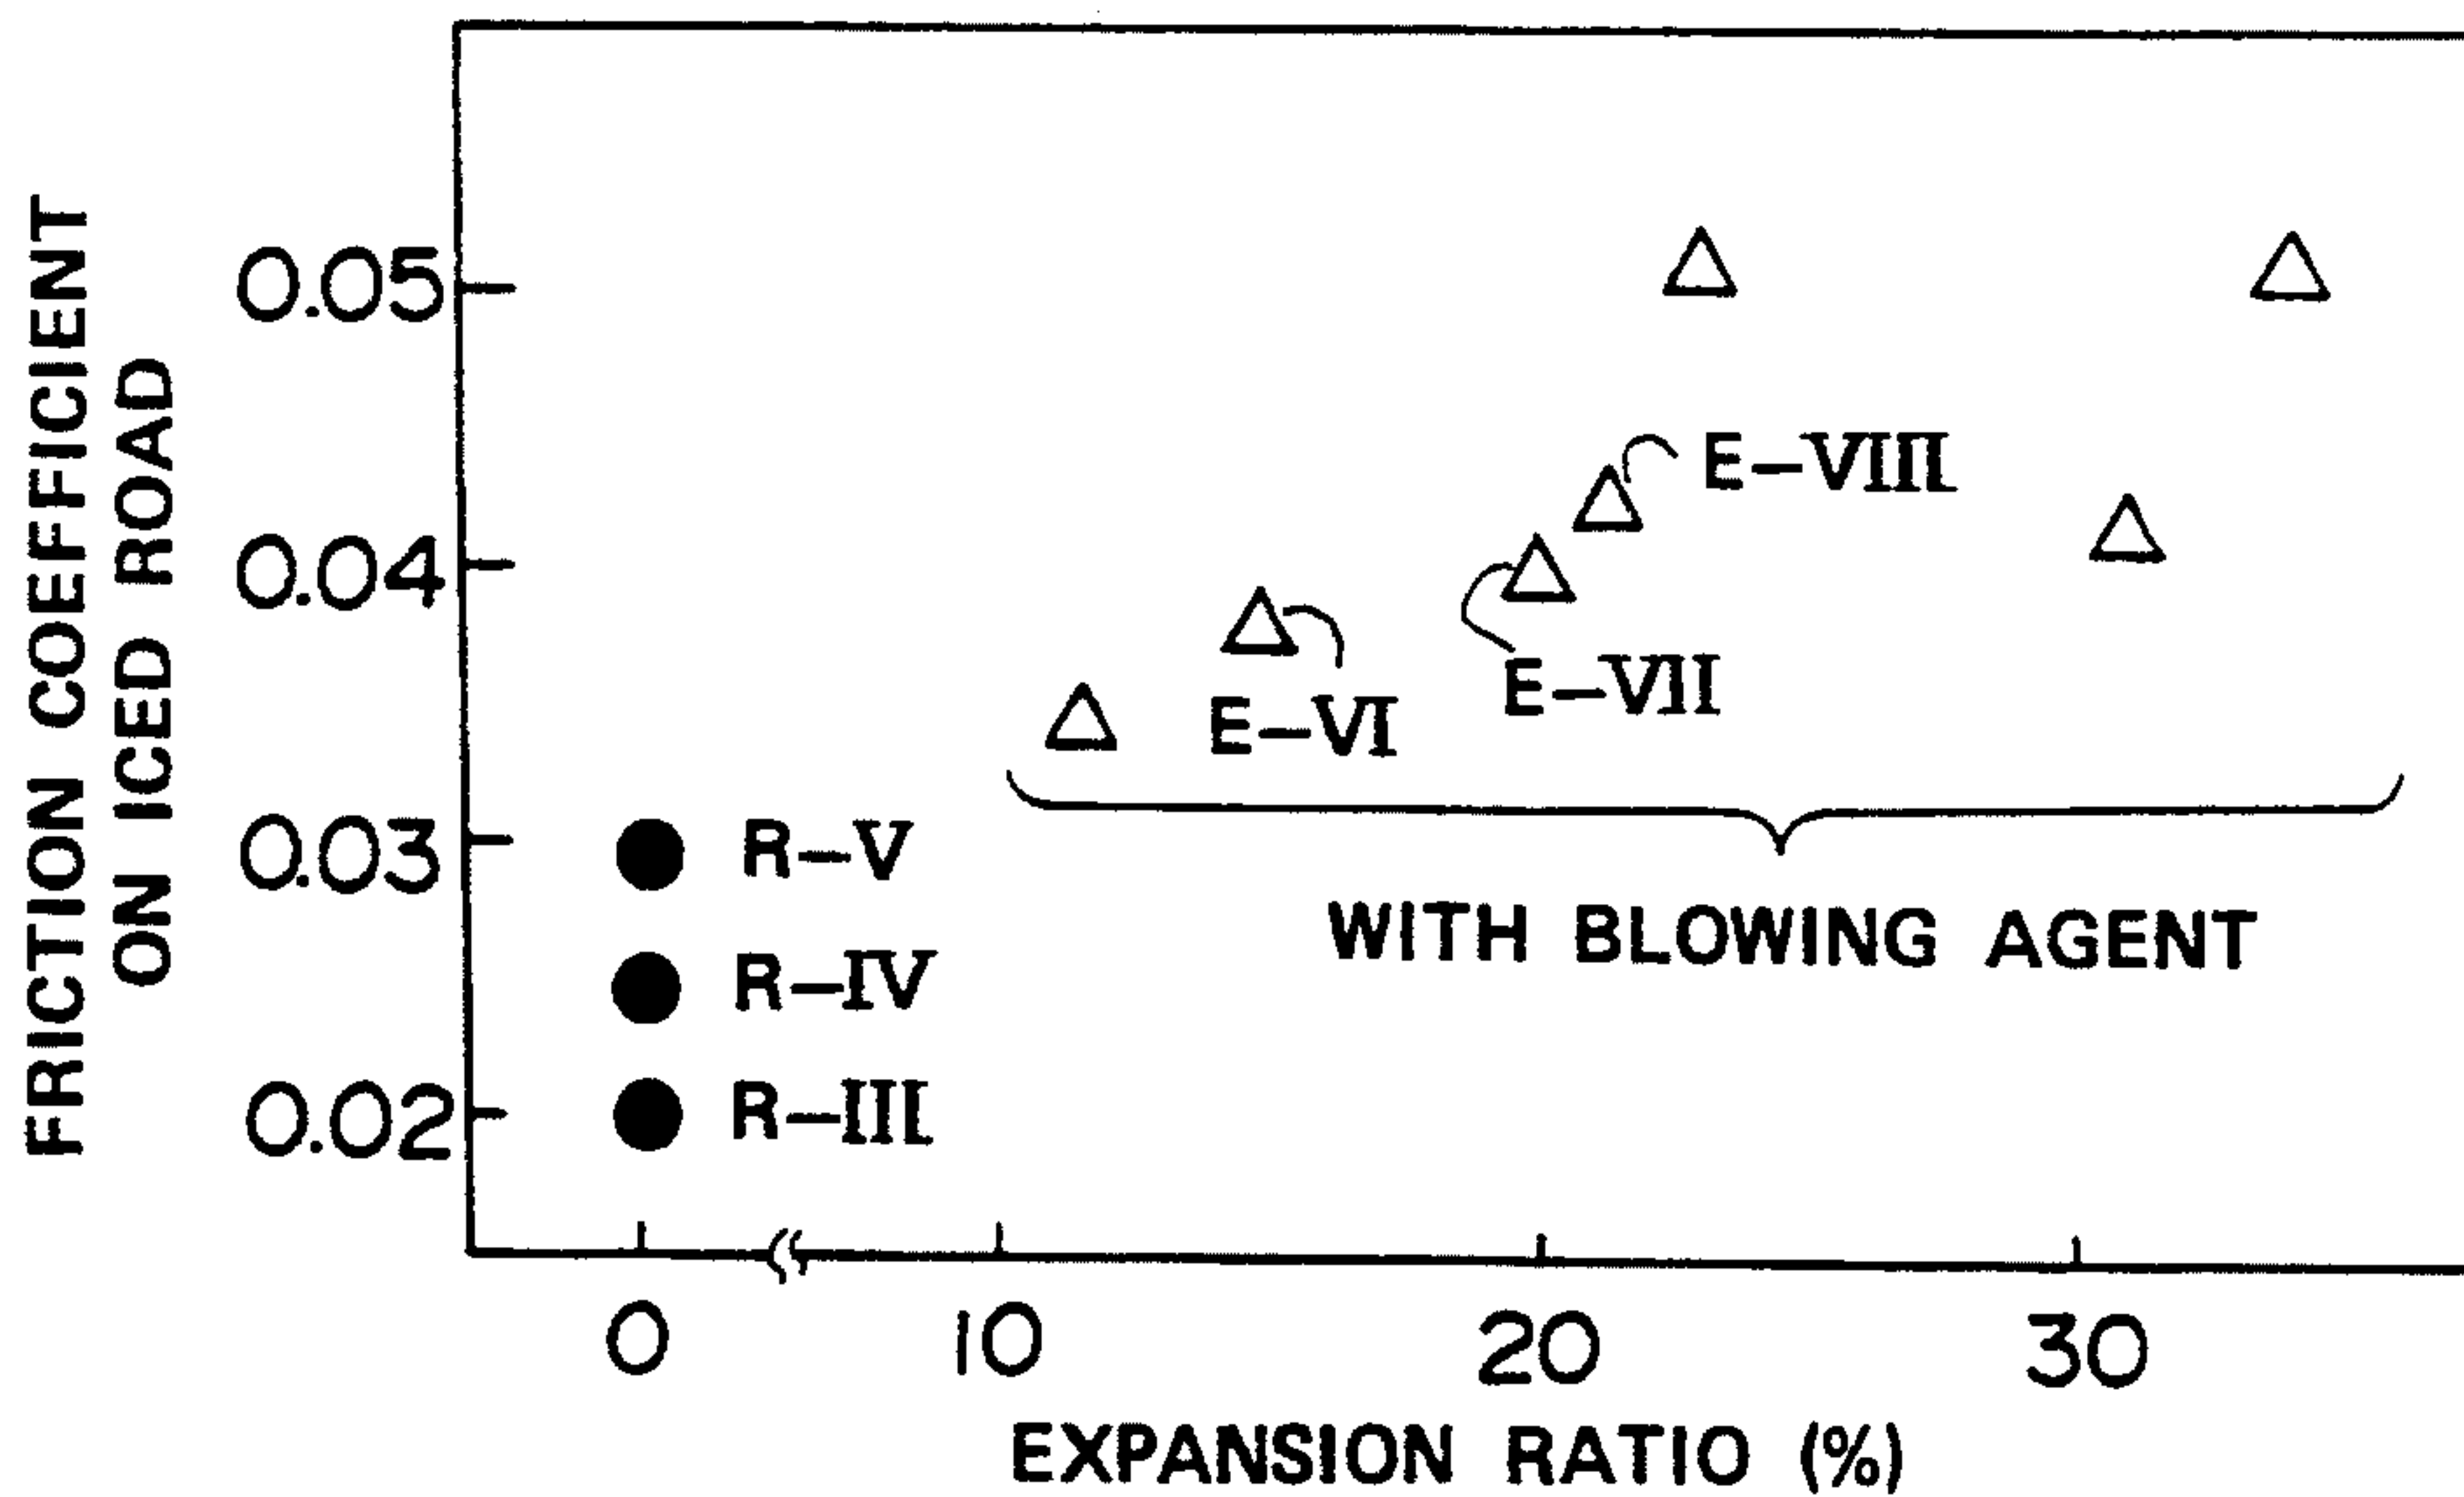 FRICTION COEFFICIENT
ON ICED ROAD
0.05
0.04
0.03
0.02
E-VIII
E-VII
E-VI
R-V
R-IV
R-III
WITH BLOWING AGENT
0
10
20
30
EXPANSION RATIO (%)